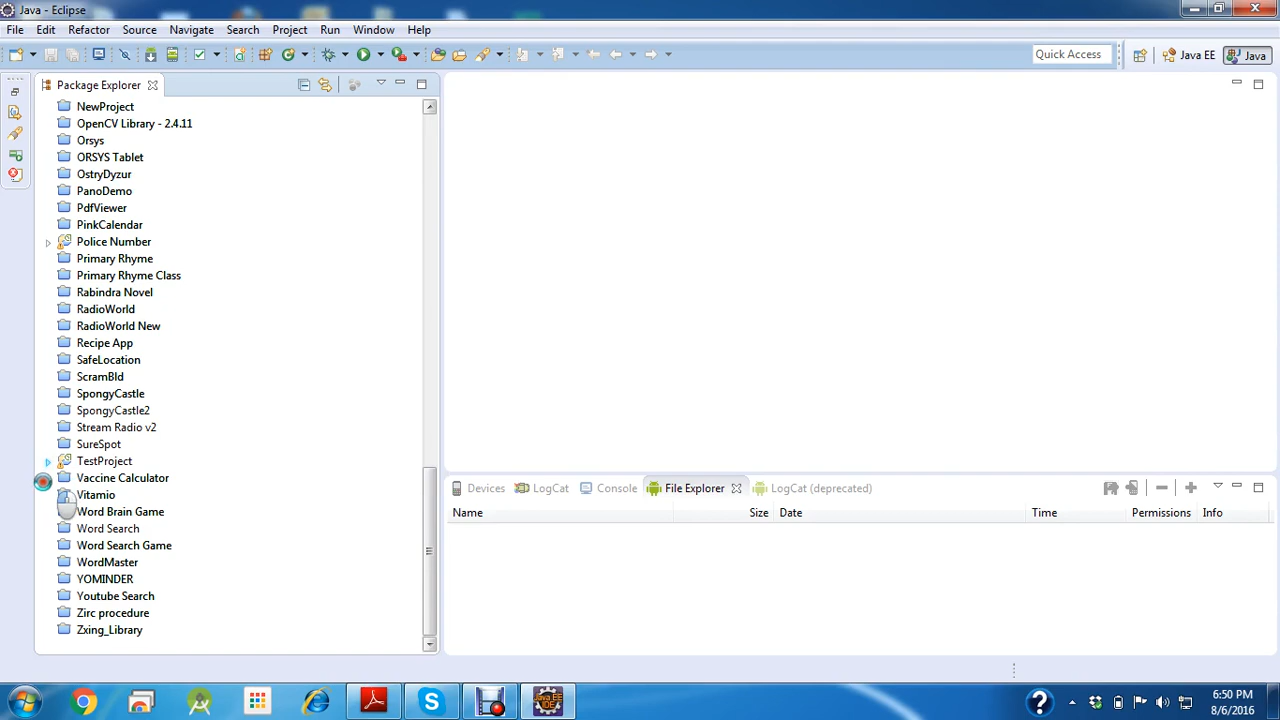 Java - Eclipse
File Edit Refactor Source Navigate Search Project Run Window Help
Quick Access
Java EE
Java
Package Explorer
NewProject
OpenCV Library - 2.4.11
Orsys
ORSYS Tablet
OstryDyzur
PanoDemo
PdfViewer
PinkCalendar
Police Number
Primary Rhyme
Primary Rhyme Class
Rabindra Novel
RadioWorld
RadioWorld New
Recipe App
SafeLocation
ScramBld
SpongyCastle
SpongyCastle2
Stream Radio v2
SureSpot
TestProject
Vaccine Calculator
Vitamio
Word Brain Game
Word Search
Word Search Game
WordMaster
YOMINDER
Youtube Search
Zirc procedure
Zxing_Library
Devices LogCat Console File Explorer LogCat (deprecated)
Name Size Date Time Permissions Info
6:50 PM
8/6/2016